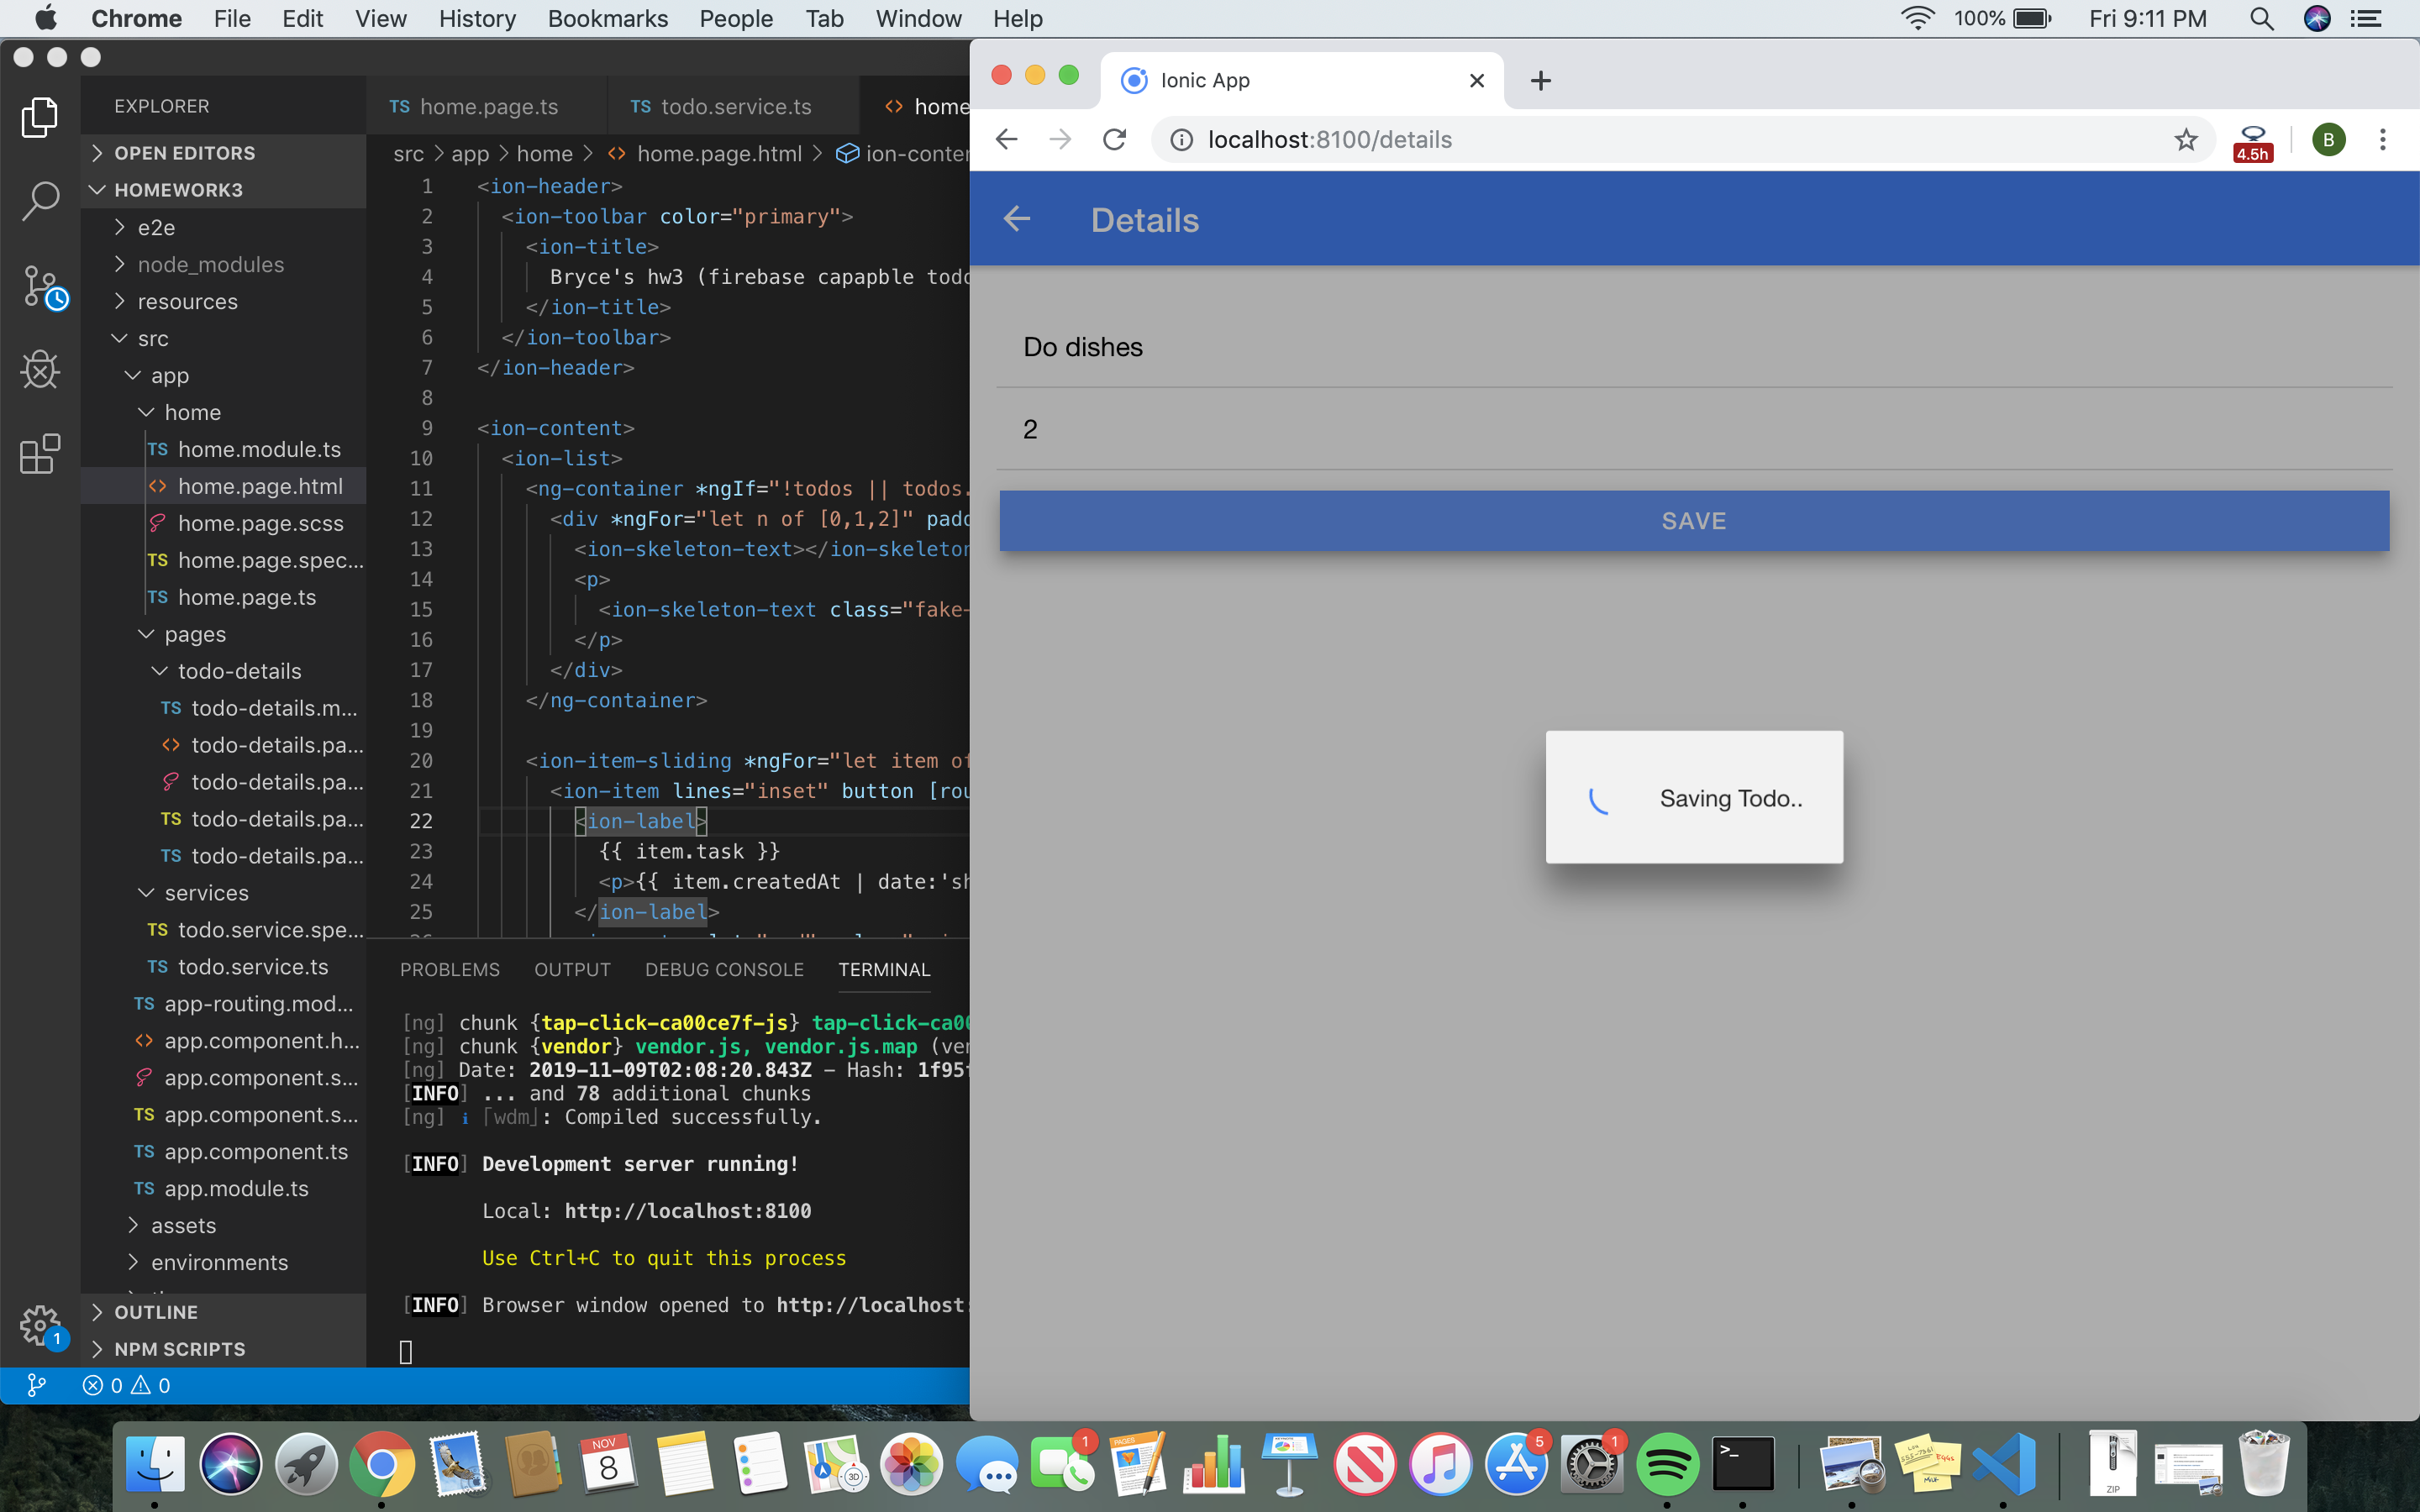 Chrome File Edit View History Bookmarks People Tab Window Help 100% Fri 9:11 PM
EXPLORER
OPEN EDITORS
HOMEWORK3
e2e
node_modules
resources
src
app
home
TS home.module.ts
<> home.page.html
home.page.scss
TS home.page.spec...
TS home.page.ts
pages
todo-details
TS todo-details.m...
<> todo-details.pa...
todo-details.pa...
TS todo-details.pa...
TS todo-details.pa...
services
TS todo.service.spe...
TS todo.service.ts
TS app-routing.mod...
<> app.component.h...
app.component.s...
TS app.component.s...
TS app.component.ts
TS app.module.ts
assets
environments
OUTLINE
NPM SCRIPTS
1
0 0
TS home.page.ts TS todo.service.ts <> home
src > app > home > <> home.page.html > ion-conten
1 <ion-header>
2 <ion-toolbar color="primary">
3 <ion-title>
4 Bryce's hw3 (firebase capapble todo
5 </ion-title>
6 </ion-toolbar>
7 </ion-header>
8
9 <ion-content>
10 <ion-list>
11 <ng-container *ngIf="!todos || todos.
12 <div *ngFor="let n of [0,1,2]" padd
13 <ion-skeleton-text></ion-skeleton
14 <p>
15 <ion-skeleton-text class="fake-
16 </p>
17 </div>
18 </ng-container>
19
20 <ion-item-sliding *ngFor="let item of
21 <ion-item lines="inset" button [rou
22 <ion-label>
23 {{ item.task }}
24 <p>{{ item.createdAt | date:'sh
25 </ion-label>
PROBLEMS OUTPUT DEBUG CONSOLE TERMINAL
[ng] chunk {tap-click-ca00ce7f-js} tap-click-ca00
[ng] chunk {vendor} vendor.js, vendor.js.map (ven
[ng] Date: 2019-11-09T02:08:20.843Z - Hash: 1f95f
[INFO] ... and 78 additional chunks
[ng] ℹ ｢wdm｣: Compiled successfully.
[INFO] Development server running!
Local: http://localhost:8100
Use Ctrl+C to quit this process
[INFO] Browser window opened to http://localhost:
Ionic App
localhost:8100/details
4.5h
B
Details
Do dishes
2
SAVE
Saving Todo..
NOV
8
3D
1
PAGES
5
1
>_
ZIP